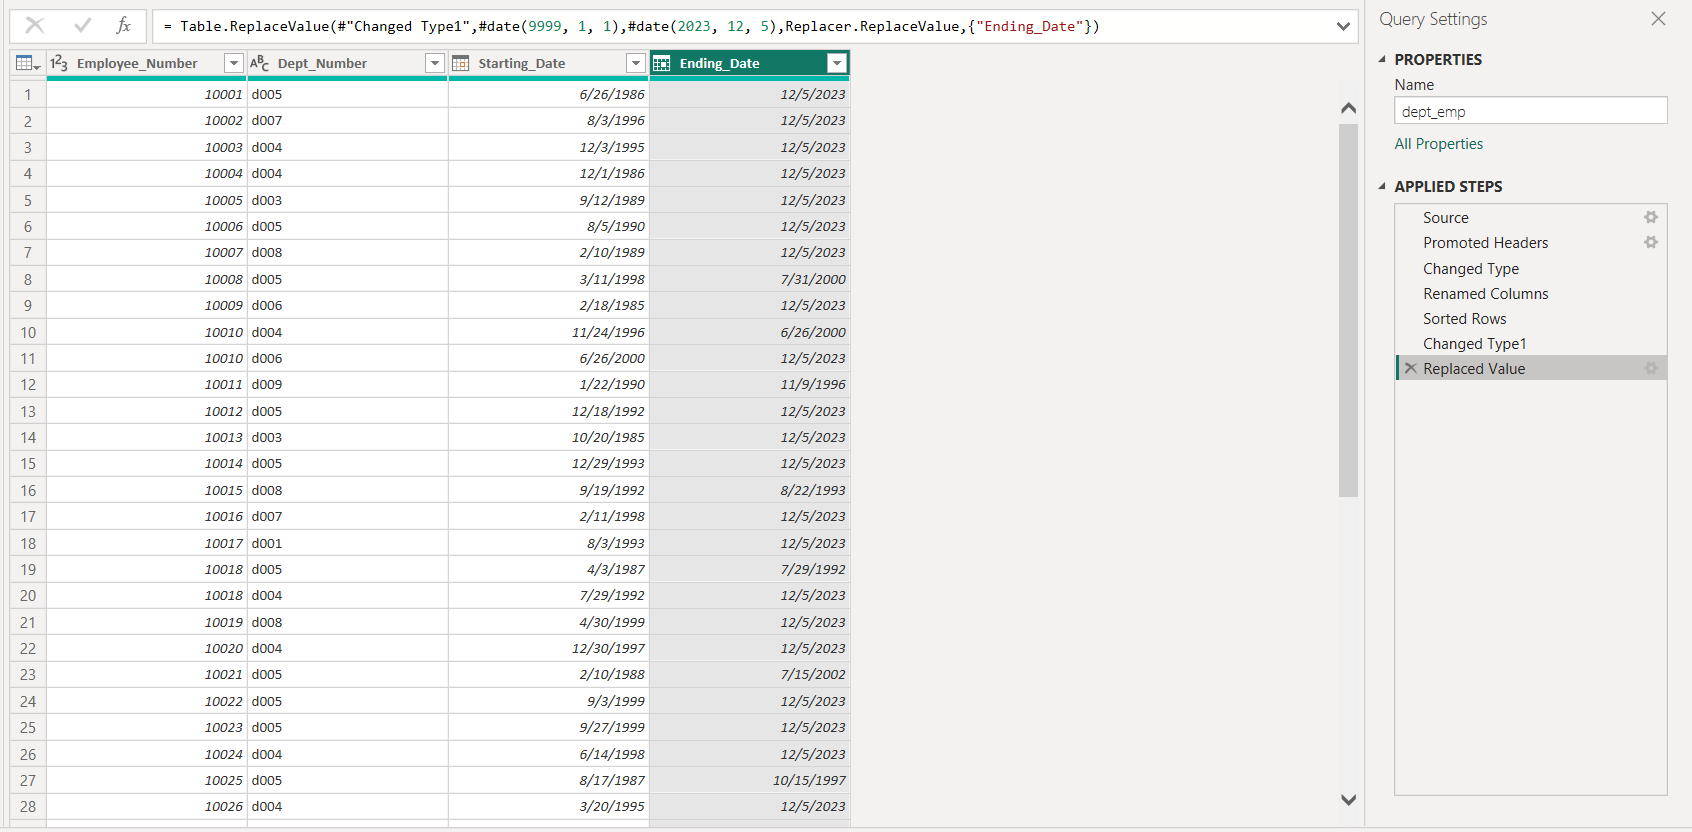 fx
= Table.ReplaceValue(#"Changed Type1",#date(9999, 1, 1),#date(2023, 12, 5),Replacer.ReplaceValue,{"Ending_Date"})
123 Employee_Number ABC Dept_Number Starting_Date Ending_Date
1 10001 d005 6/26/1986 12/5/2023
2 10002 d007 8/3/1996 12/5/2023
3 10003 d004 12/3/1995 12/5/2023
4 10004 d004 12/1/1986 12/5/2023
5 10005 d003 9/12/1989 12/5/2023
6 10006 d005 8/5/1990 12/5/2023
7 10007 d008 2/10/1989 12/5/2023
8 10008 d005 3/11/1998 7/31/2000
9 10009 d006 2/18/1985 12/5/2023
10 10010 d004 11/24/1996 6/26/2000
11 10010 d006 6/26/2000 12/5/2023
12 10011 d009 1/22/1990 11/9/1996
13 10012 d005 12/18/1992 12/5/2023
14 10013 d003 10/20/1985 12/5/2023
15 10014 d005 12/29/1993 12/5/2023
16 10015 d008 9/19/1992 8/22/1993
17 10016 d007 2/11/1998 12/5/2023
18 10017 d001 8/3/1993 12/5/2023
19 10018 d005 4/3/1987 7/29/1992
20 10018 d004 7/29/1992 12/5/2023
21 10019 d008 4/30/1999 12/5/2023
22 10020 d004 12/30/1997 12/5/2023
23 10021 d005 2/10/1988 7/15/2002
24 10022 d005 9/3/1999 12/5/2023
25 10023 d005 9/27/1999 12/5/2023
26 10024 d004 6/14/1998 12/5/2023
27 10025 d005 8/17/1987 10/15/1997
28 10026 d004 3/20/1995 12/5/2023
Query Settings
PROPERTIES
Name
dept_emp
All Properties
APPLIED STEPS
Source
Promoted Headers
Changed Type
Renamed Columns
Sorted Rows
Changed Type1
Replaced Value